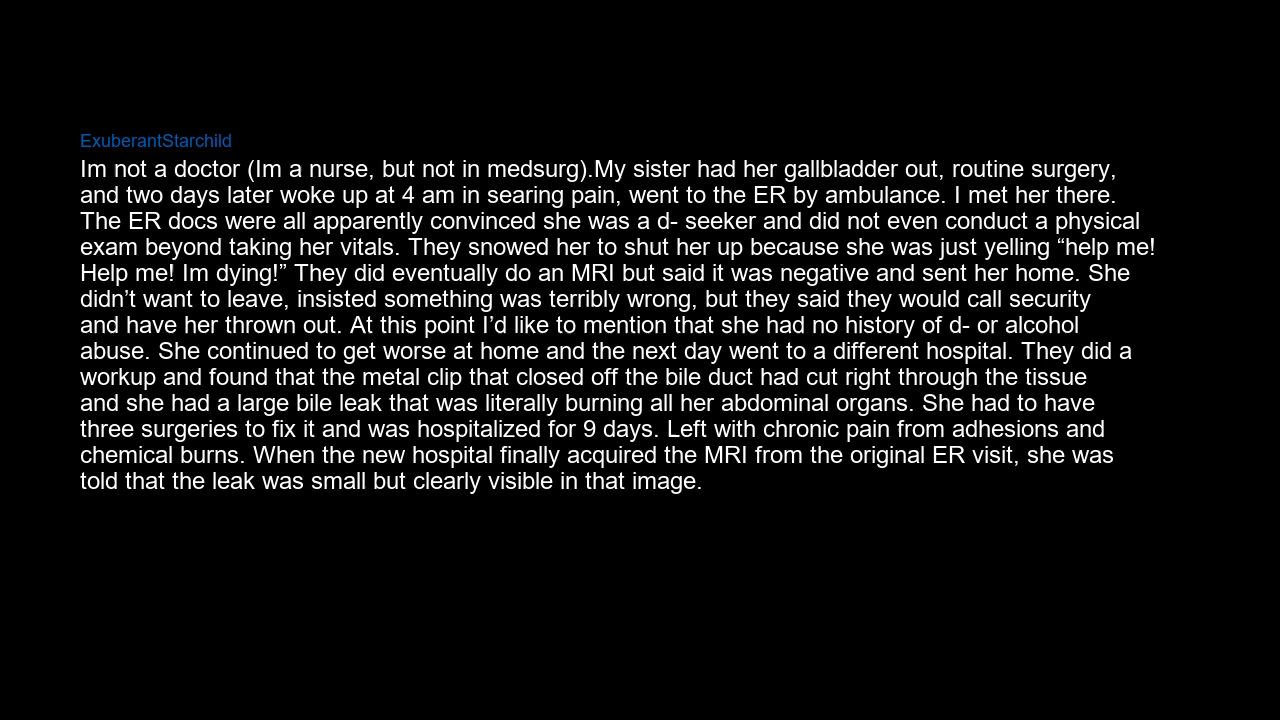 ExuberantStarchild
Im not a doctor (Im a nurse, but not in medsurg).My sister had her gallbladder out, routine surgery,
and two days later woke up at 4 am in searing pain, went to the ER by ambulance. I met her there.
The ER docs were all apparently convinced she was a d- seeker and did not even conduct a physical
exam beyond taking her vitals. They snowed her to shut her up because she was just yelling “help me!
Help me! Im dying!” They did eventually do an MRI but said it was negative and sent her home. She
didn’t want to leave, insisted something was terribly wrong, but they said they would call security
and have her thrown out. At this point I’d like to mention that she had no history of d- or alcohol
abuse. She continued to get worse at home and the next day went to a different hospital. They did a
workup and found that the metal clip that closed off the bile duct had cut right through the tissue
and she had a large bile leak that was literally burning all her abdominal organs. She had to have
three surgeries to fix it and was hospitalized for 9 days. Left with chronic pain from adhesions and
chemical burns. When the new hospital finally acquired the MRI from the original ER visit, she was
told that the leak was small but clearly visible in that image.